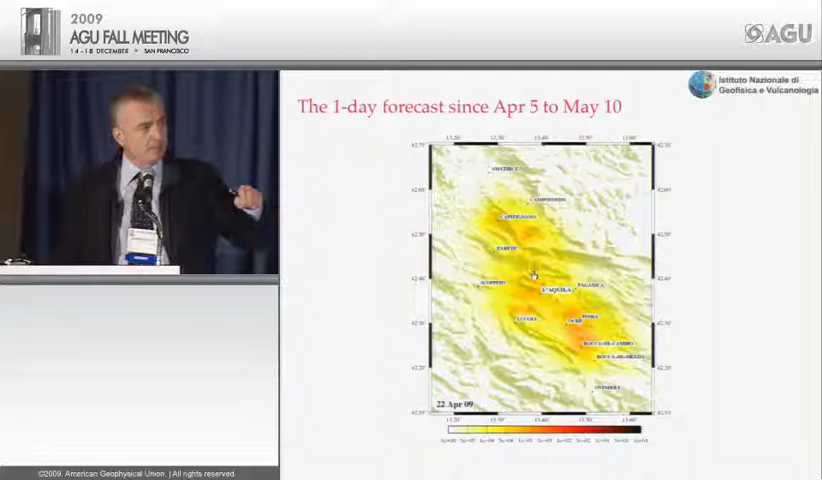 2009
AGU FALL MEETING
14 - 18 DECEMBER • SAN FRANCISCO
AGU
Istituto Nazionale di
Geofisica e Vulcanologia
The 1-day forecast since Apr 5 to May 10
AMATRICE
CAMPOTOSTO
CAPITIGNANO
BARETE
SCOPPITO
L'AQUILA
PAGANICA
LUCOLI
FOSSA
OCRE
ROCCA-DI-CAMBIO
ROCCA-DI-MEZZO
OVINDOLI
22 Apr 09
©2009. American Geophysical Union. | All rights reserved.